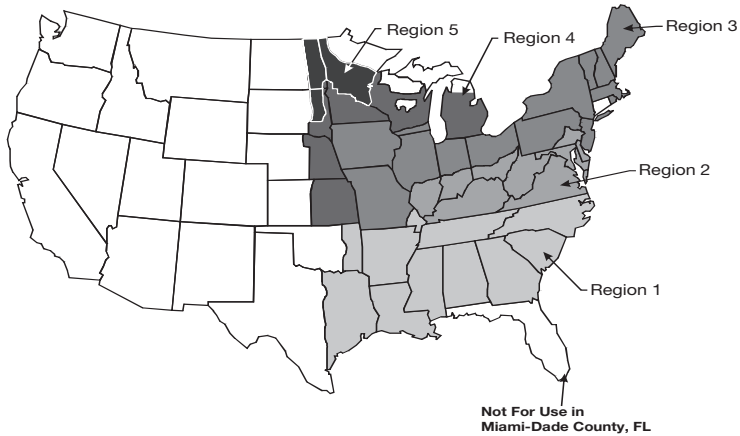 Region 5
Region 4
Region 3
Region 2
Region 1
Not For Use in
Miami-Dade County, FL